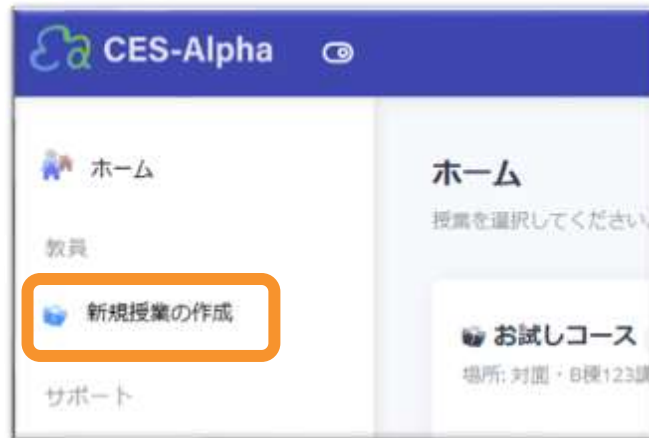 CES-Alpha
ホーム
教員
新規授業の作成
サポート
ホーム
授業を選択してください。
お試しコース
場所: 対面・B棟123講